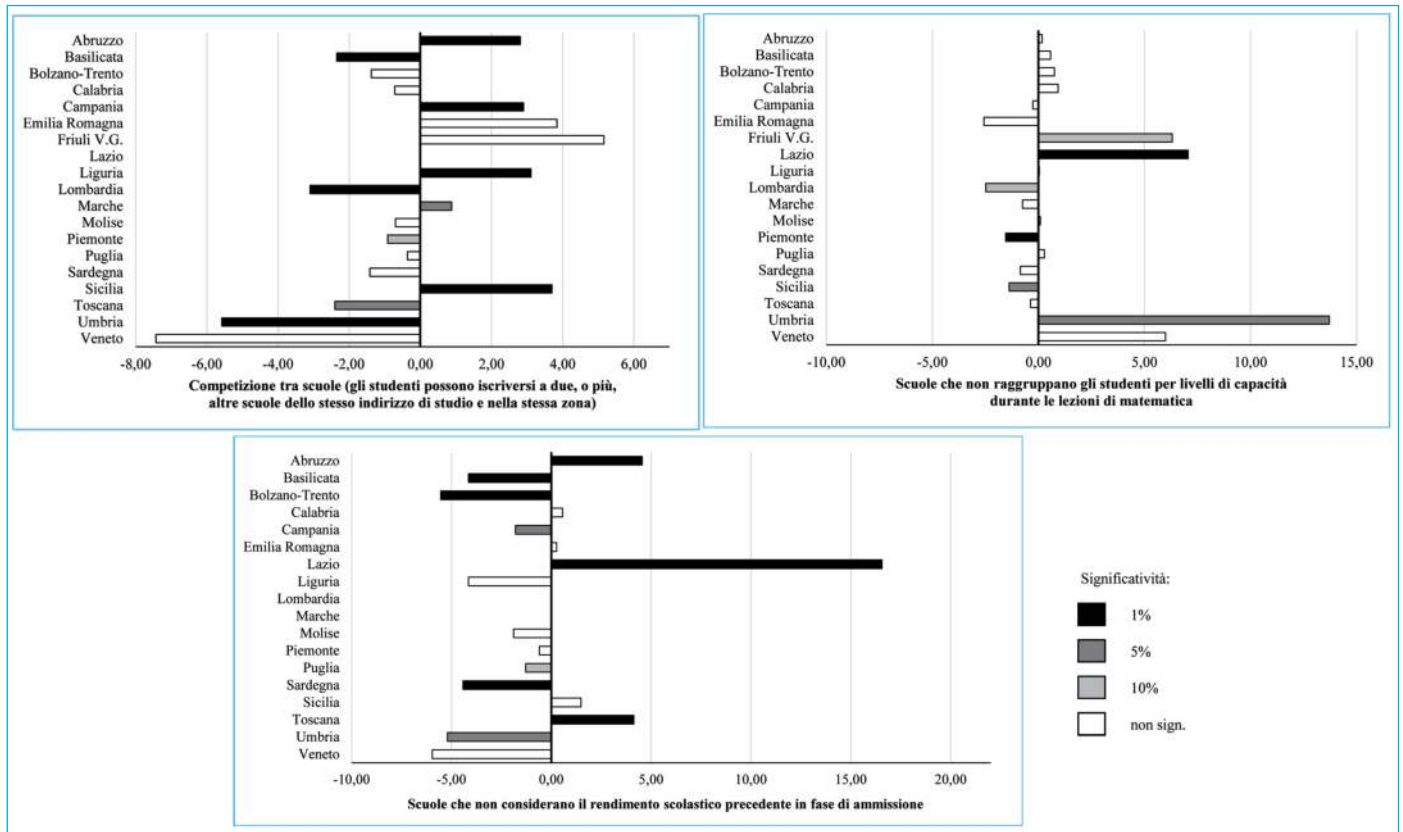 Abruzzo
Basilicata
Bolzano-Trento
Calabria
Campania
Emilia Romagna
Friuli V.G.
Lazio
Liguria
Lombardia
Marche
Molise
Piemonte
Puglia
Sardegna
Sicilia
Toscana
Umbria
Veneto
-8,00 -6,00 -4,00 -2,00 0,00 2,00 4,00 6,00
Competizione tra scuole (gli studenti possono iscriversi a due, o più,
altre scuole dello stesso indirizzo di studio e nella stessa zona)
Abruzzo
Basilicata
Bolzano-Trento
Calabria
Campania
Emilia Romagna
Friuli V.G.
Lazio
Liguria
Lombardia
Marche
Molise
Piemonte
Puglia
Sardegna
Sicilia
Toscana
Umbria
Veneto
-10,00 -5,00 0,00 5,00 10,00 15,00
Scuole che non raggruppano gli studenti per livelli di capacità
durante le lezioni di matematica
Abruzzo
Basilicata
Bolzano-Trento
Calabria
Campania
Emilia Romagna
Lazio
Liguria
Lombardia
Marche
Molise
Piemonte
Puglia
Sardegna
Sicilia
Toscana
Umbria
Veneto
-10,00 -5,00 0,00 5,00 10,00 15,00 20,00
Scuole che non considerano il rendimento scolastico precedente in fase di ammissione
Significatività:
1%
5%
10%
non sign.